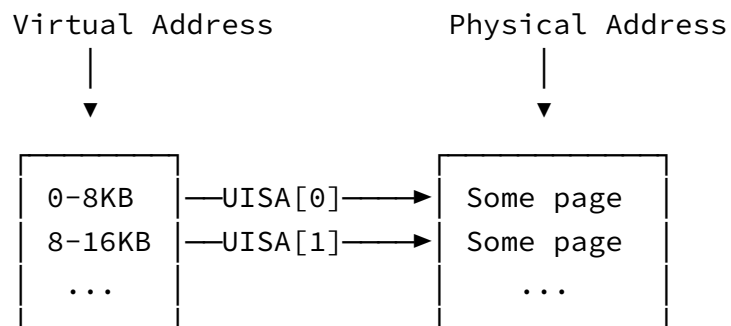 Virtual Address Physical Address
0-8KB UISA[0] Some page
8-16KB UISA[1] Some page
... ...